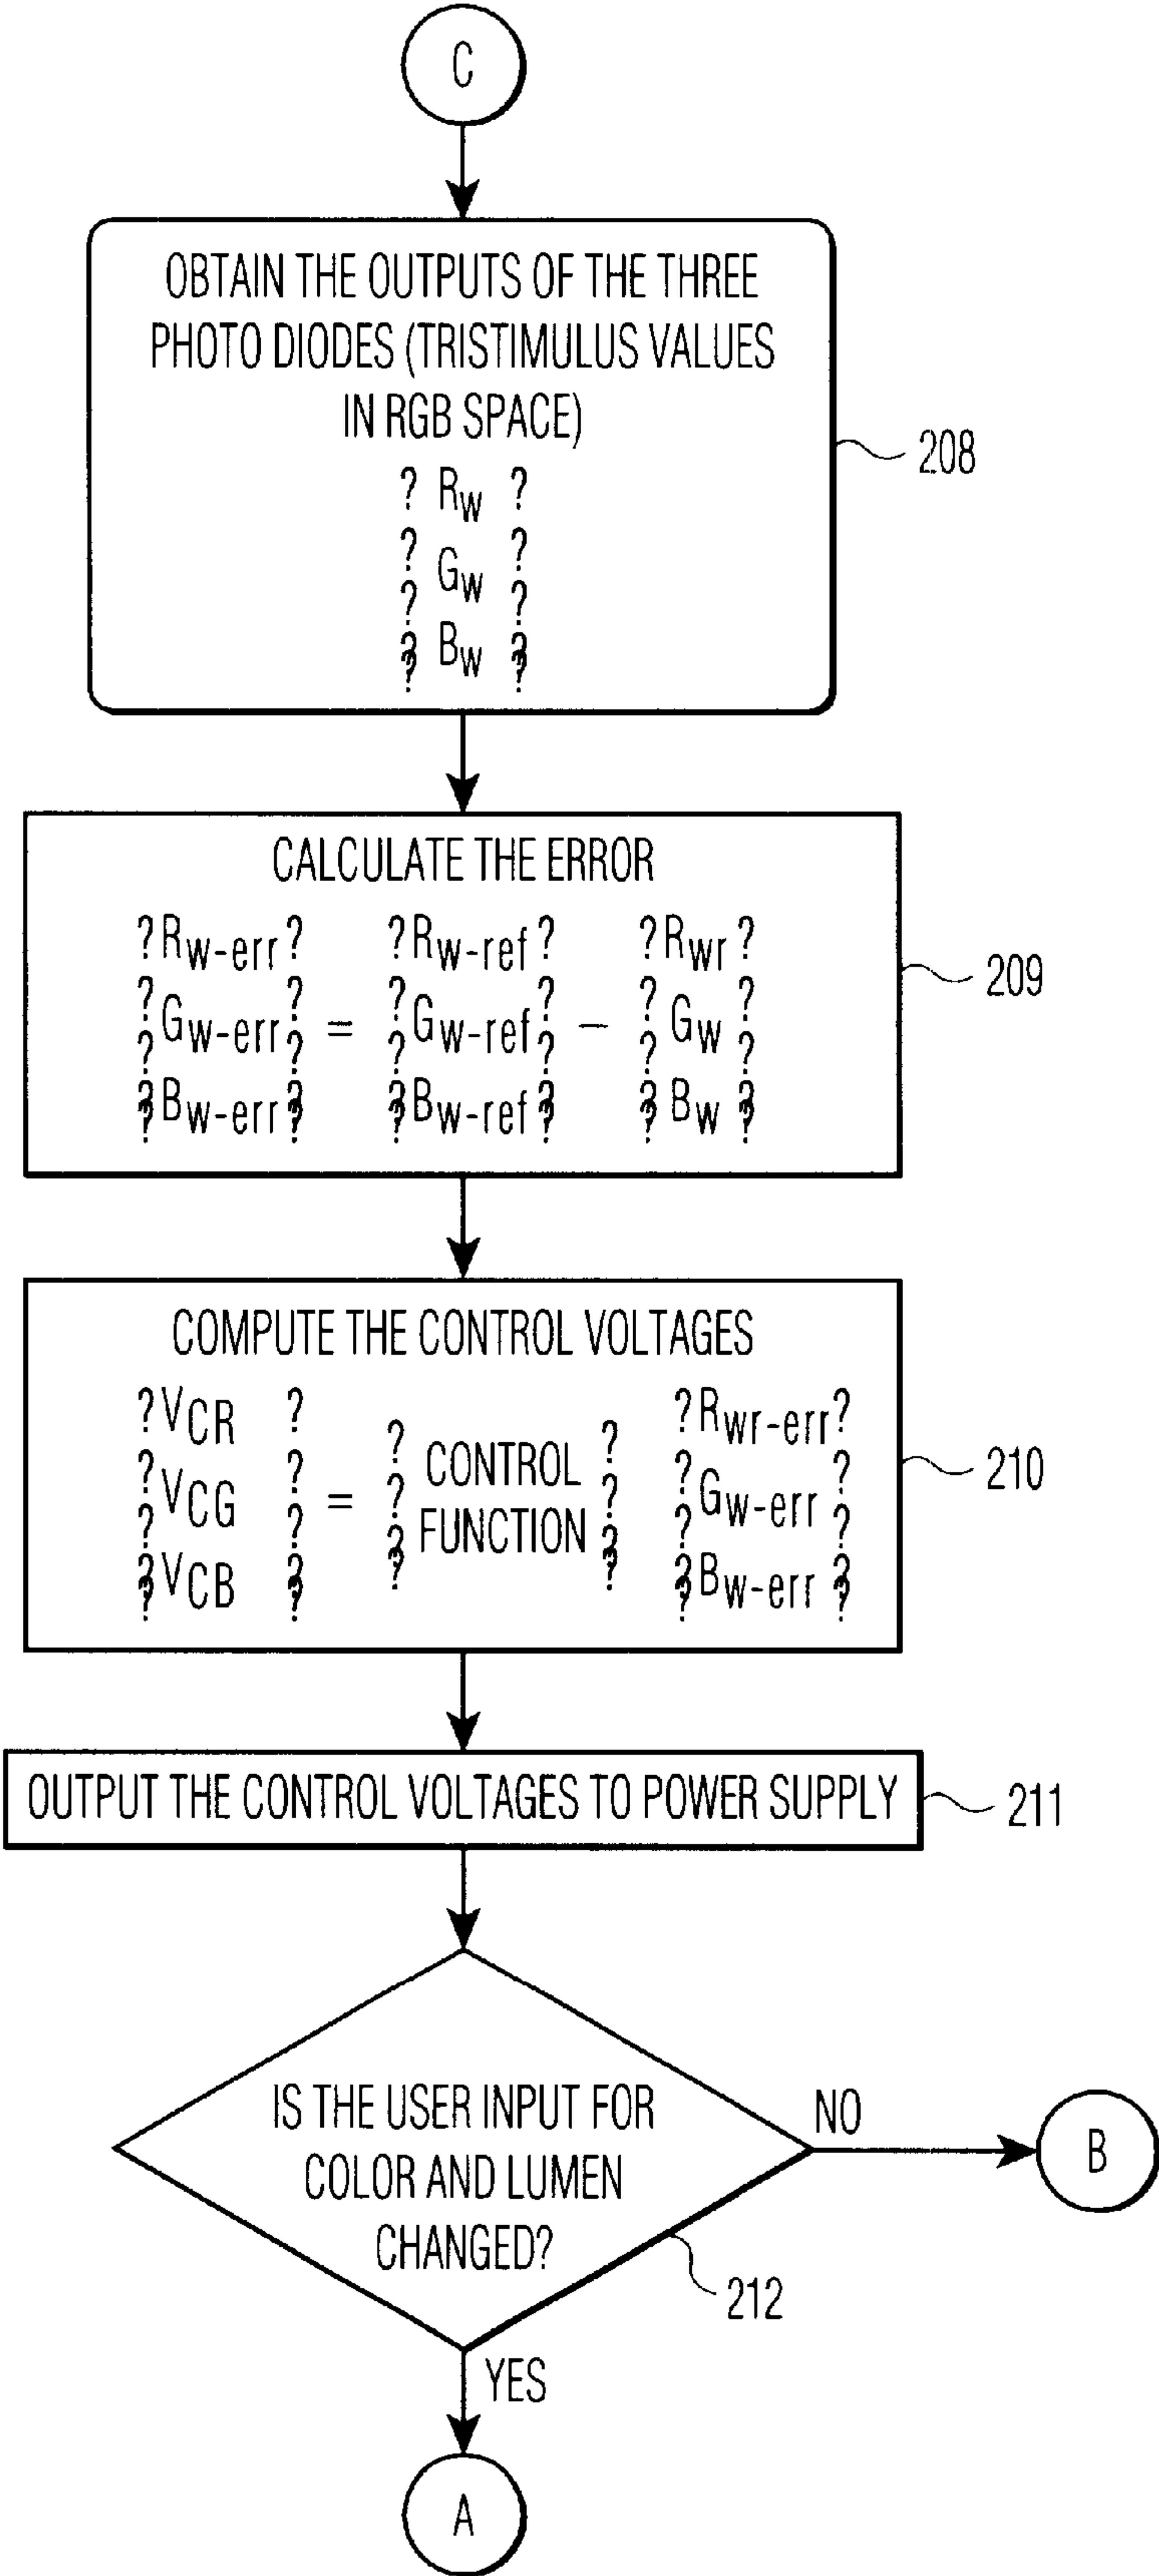 C
OBTAIN THE OUTPUTS OF THE THREE
PHOTO DIODES (TRISTIMULUS VALUES
IN RGB SPACE)
? RW ?
? GW ?
? ?
? BW ?
?
208
CALCULATE THE ERROR
?RW-err? ?RW-ref? ?RWr?
?GW-err? = ?GW-ref? – ? GW ?
? ? ? ? ? ?
?BW-err? ?BW-ref? ? BW ?
209
COMPUTE THE CONTROL VOLTAGES
?VCR ? ? ? ?RWr-err?
?VCG ? = ? CONTROL FUNCTION ? ?GW-err ?
?VCB ? ? ? ?BW-err ?
210
OUTPUT THE CONTROL VOLTAGES TO POWER SUPPLY
211
IS THE USER INPUT FOR
COLOR AND LUMEN
CHANGED?
NO
B
212
YES
A